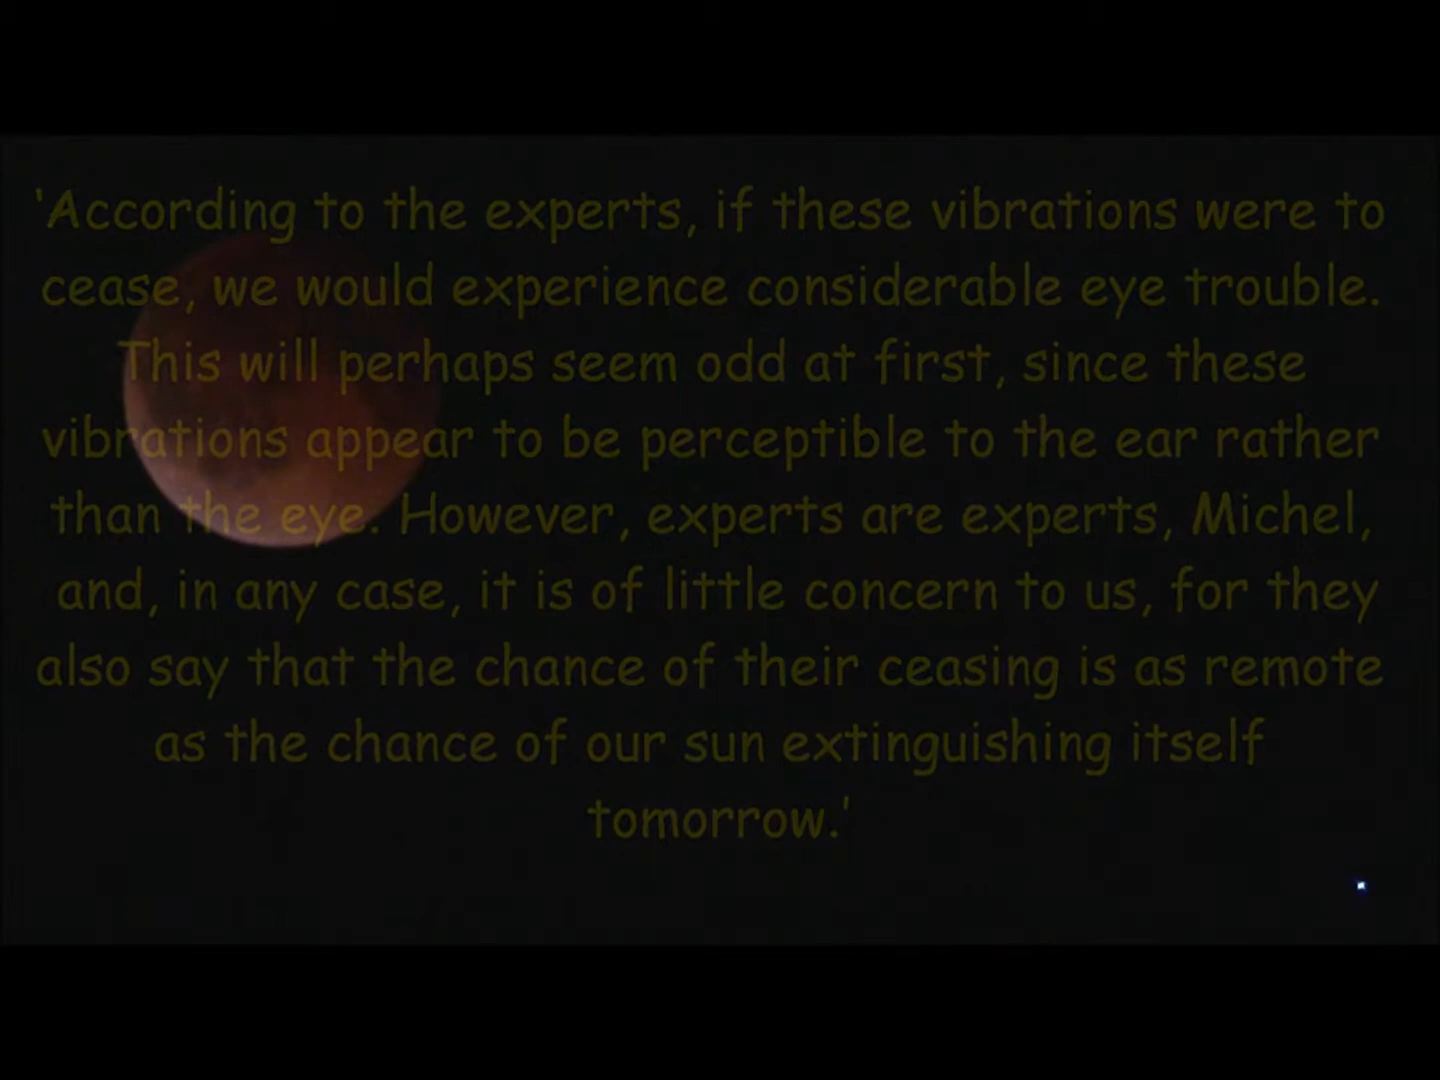 'According to the experts, if these vibrations were to
cease, we would experience considerable eye trouble.
This will perhaps seem odd at first, since these
vibrations appear to be perceptible to the ear rather
than the eye. However, experts are experts, Michel,
and, in any case, it is of little concern to us, for they
also say that the chance of their ceasing is as remote
as the chance of our sun extinguishing itself
tomorrow.'